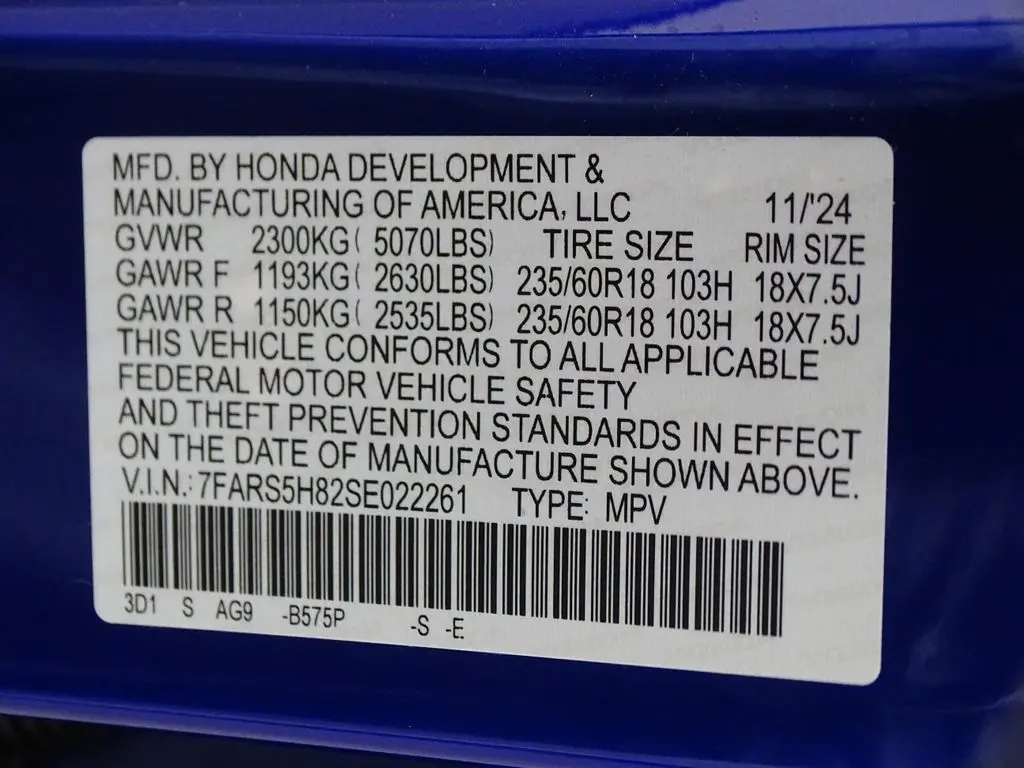 MFD. BY HONDA DEVELOPMENT &
MANUFACTURING OF AMERICA, LLC 11/'24
GVWR 2300KG( 5070LBS) TIRE SIZE RIM SIZE
GAWR F 1193KG( 2630LBS) 235/60R18 103H 18X7.5J
GAWR R 1150KG( 2535LBS) 235/60R18 103H 18X7.5J
THIS VEHICLE CONFORMS TO ALL APPLICABLE
FEDERAL MOTOR VEHICLE SAFETY
AND THEFT PREVENTION STANDARDS IN EFFECT
ON THE DATE OF MANUFACTURE SHOWN ABOVE.
V.I.N.: 7FARS5H82SE022261 TYPE: MPV
3D1 S AG9 -B575P -S -E